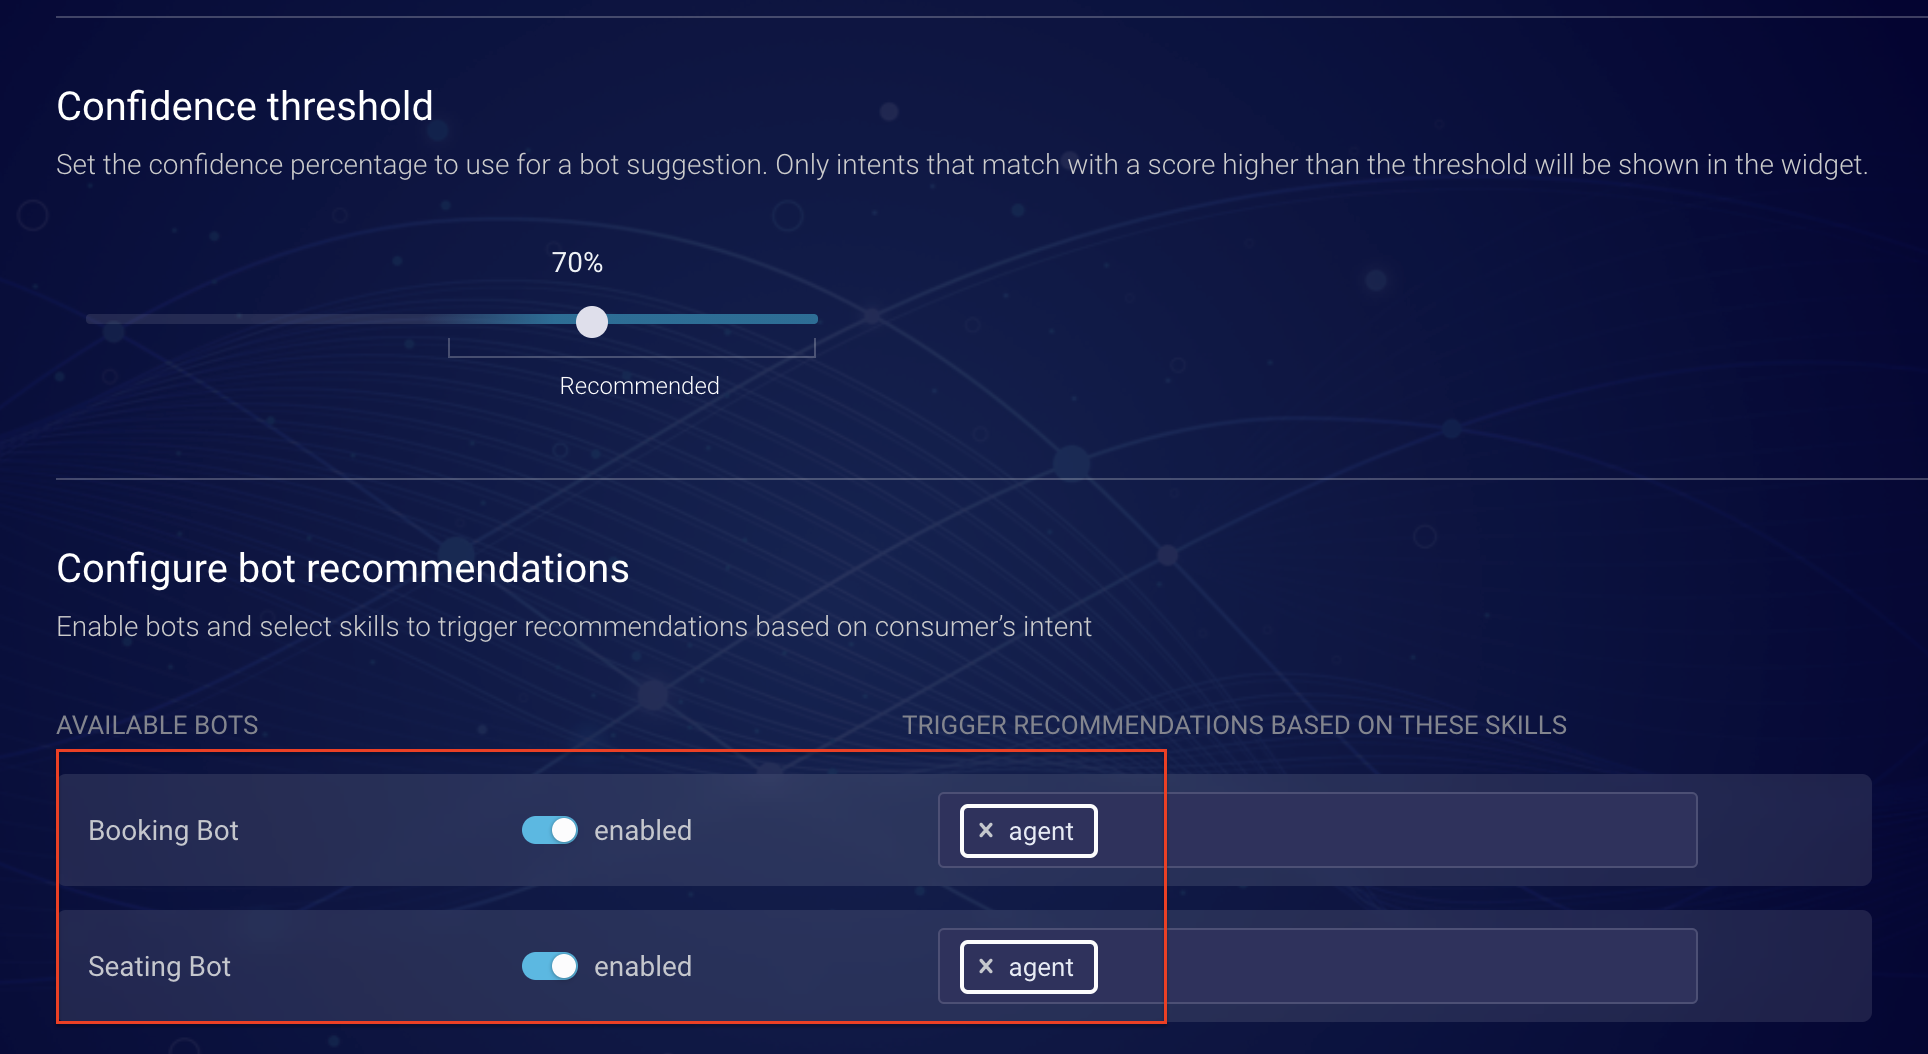 Confidence threshold
Set the confidence percentage to use for a bot suggestion. Only intents that match with a score higher than the threshold will be shown in the widget.
70%
Recommended
Configure bot recommendations
Enable bots and select skills to trigger recommendations based on consumer’s intent
AVAILABLE BOTS
TRIGGER RECOMMENDATIONS BASED ON THESE SKILLS
Booking Bot
enabled
× agent
Seating Bot
enabled
× agent